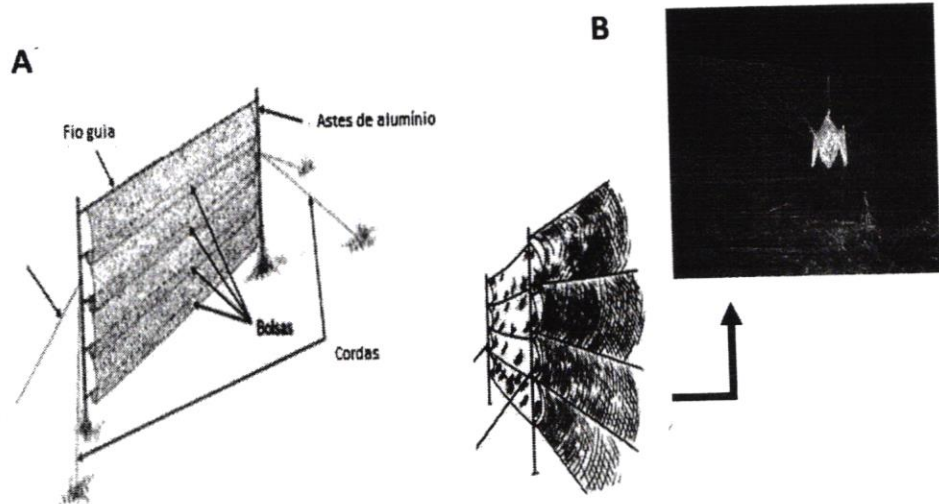 A
B
Fio guia
Astes de alumínio
Bolsas
Cordas